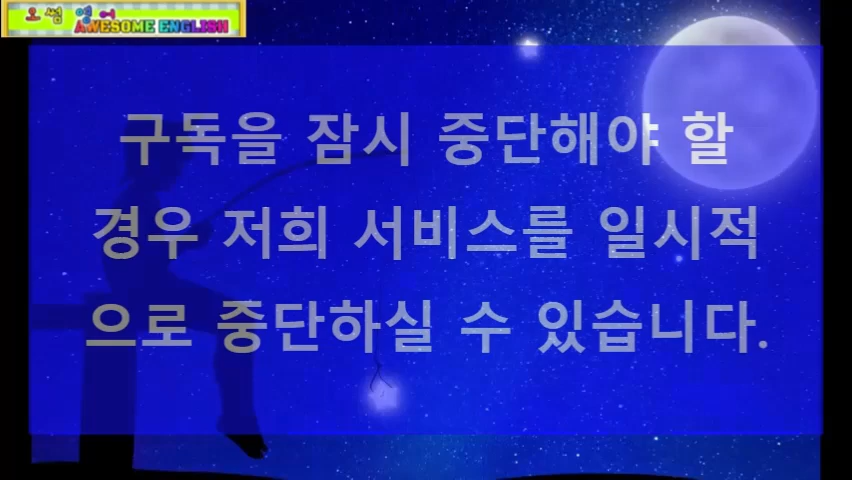 오썸 영어
AWESOME ENGLISH
구독을 잠시 중단해야 할
경우 저희 서비스를 일시적
으로 중단하실 수 있습니다.